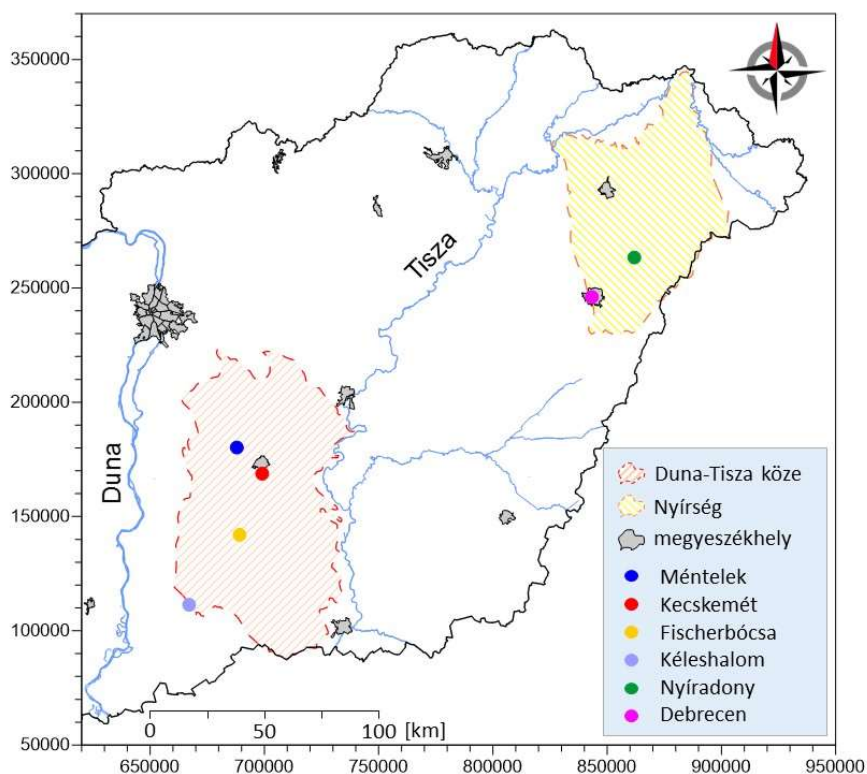 350000
300000
250000
200000
150000
100000
50000
Tisza
Duna
Duna-Tisza köze
Nyírség
megyeszékhely
Méntelek
Kecskemét
Fischerbócsa
Kéleshalom
Nyíradony
Debrecen
0 50 100 [km]
650000 700000 750000 800000 850000 900000 950000